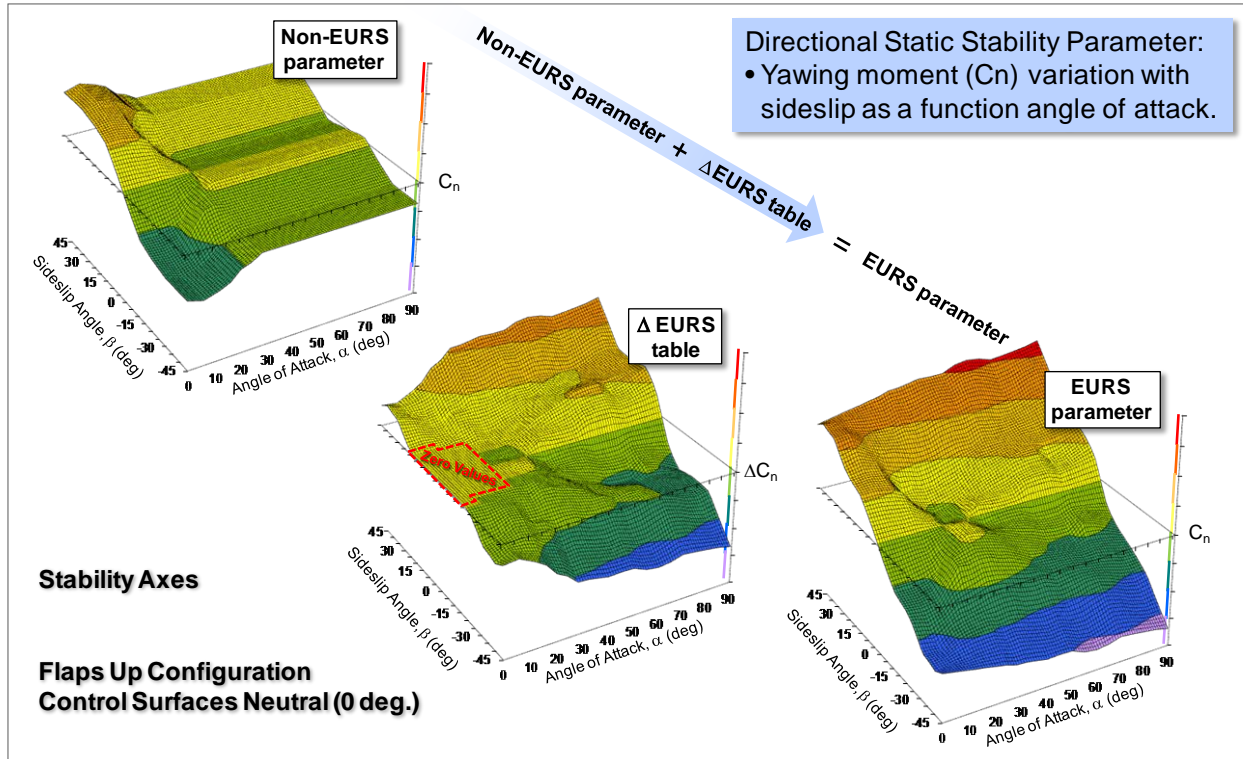 Non-EURS
parameter
Cn
45
30
15
0
-15
-30
-45
Sideslip Angle, β (deg)
0
10
20
30
40
50
60
70
80
90
Angle of Attack, α (deg)
Non-EURS parameter + ΔEURS table = EURS parameter
Directional Static Stability Parameter:
• Yawing moment (Cn) variation with
sideslip as a function angle of attack.
Δ EURS
table
Zero Values
ΔCn
45
30
15
0
-15
-30
-45
Sideslip Angle, β (deg)
0
10
20
30
40
50
60
70
80
90
Angle of Attack, α (deg)
EURS
parameter
Cn
45
30
15
0
-15
-30
-45
Sideslip Angle, β (deg)
0
10
20
30
40
50
60
70
80
90
Angle of Attack, α (deg)
Stability Axes
Flaps Up Configuration
Control Surfaces Neutral (0 deg.)